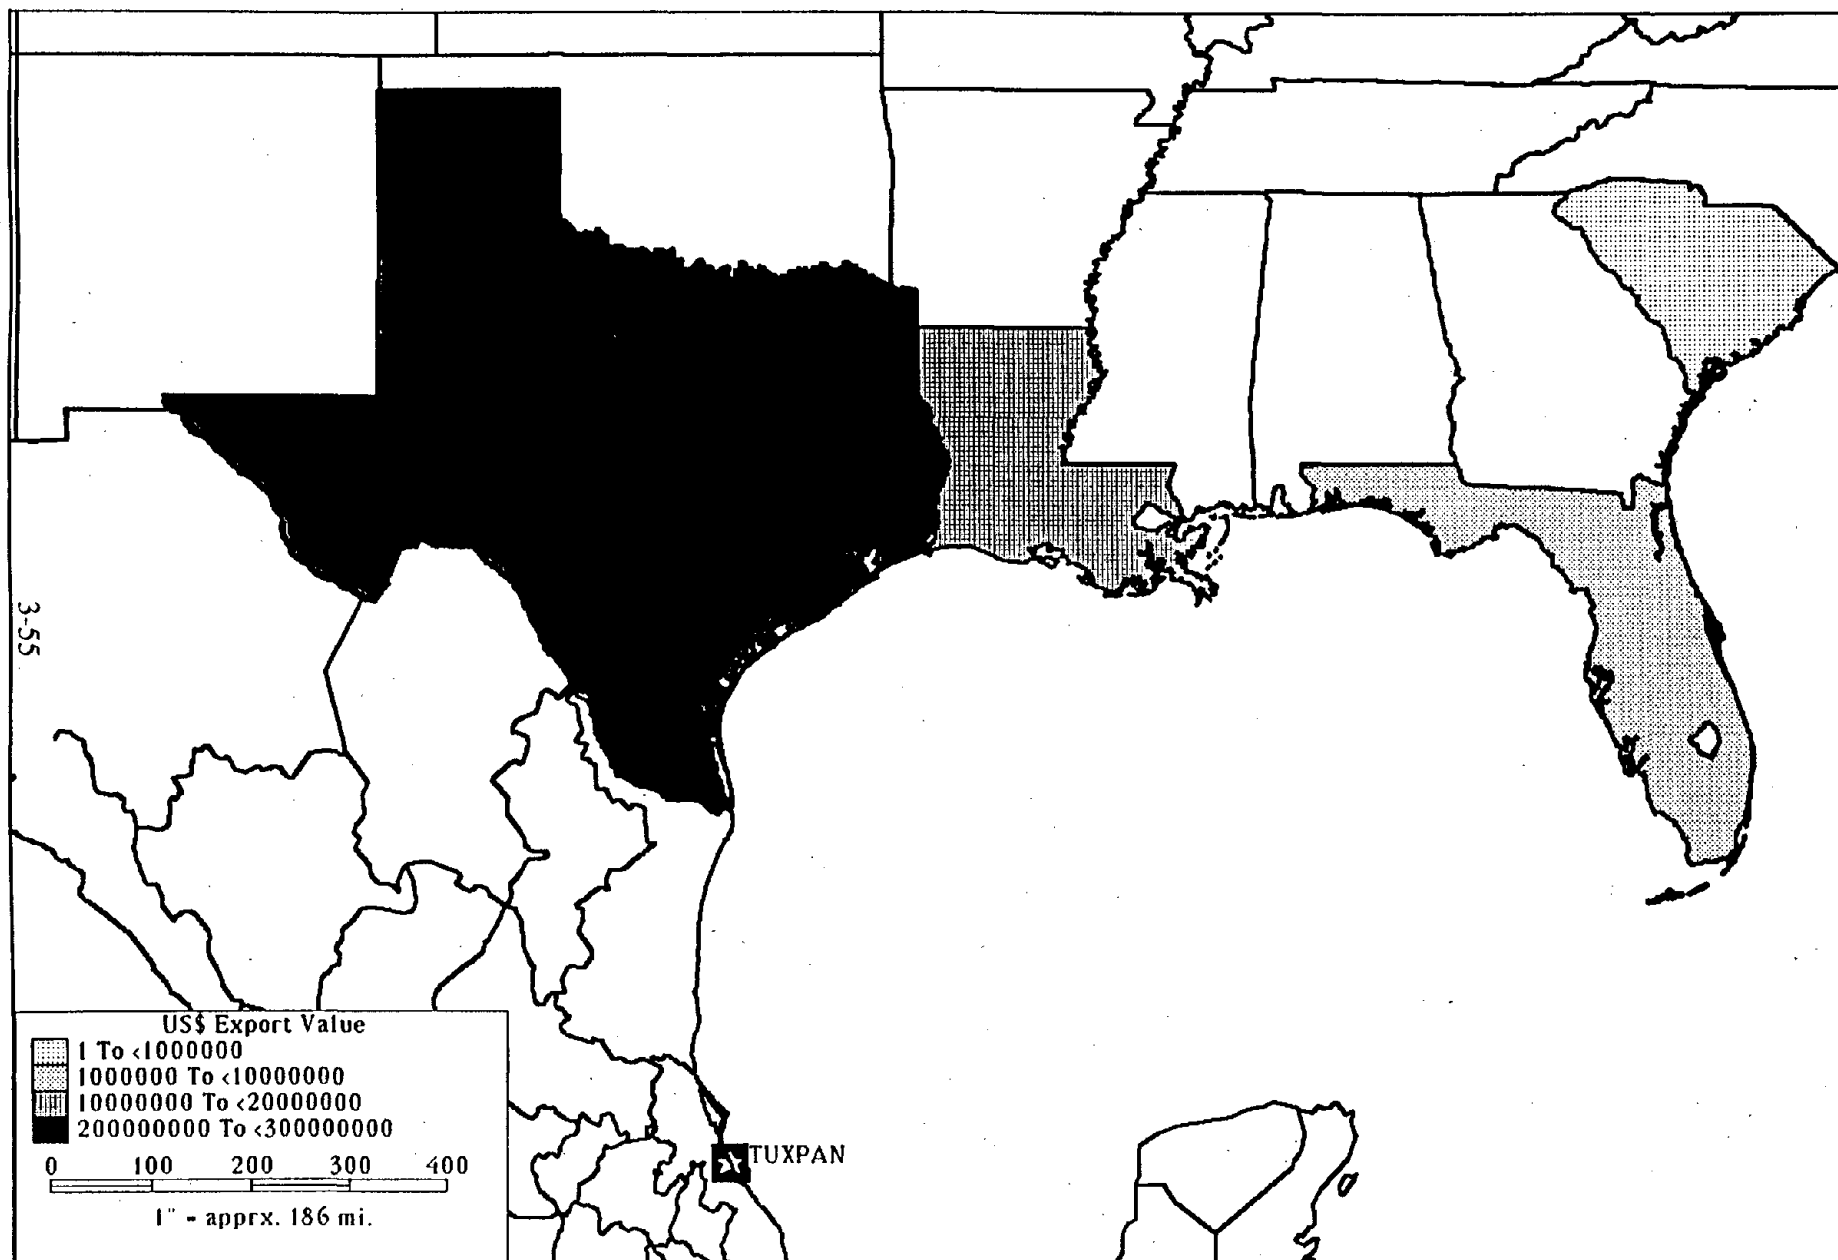 3-55
US$ Export Value
1 To <1000000
1000000 To <10000000
10000000 To <20000000
200000000 To <300000000
0 100 200 300 400
1" - apprx. 186 mi.
TUXPAN